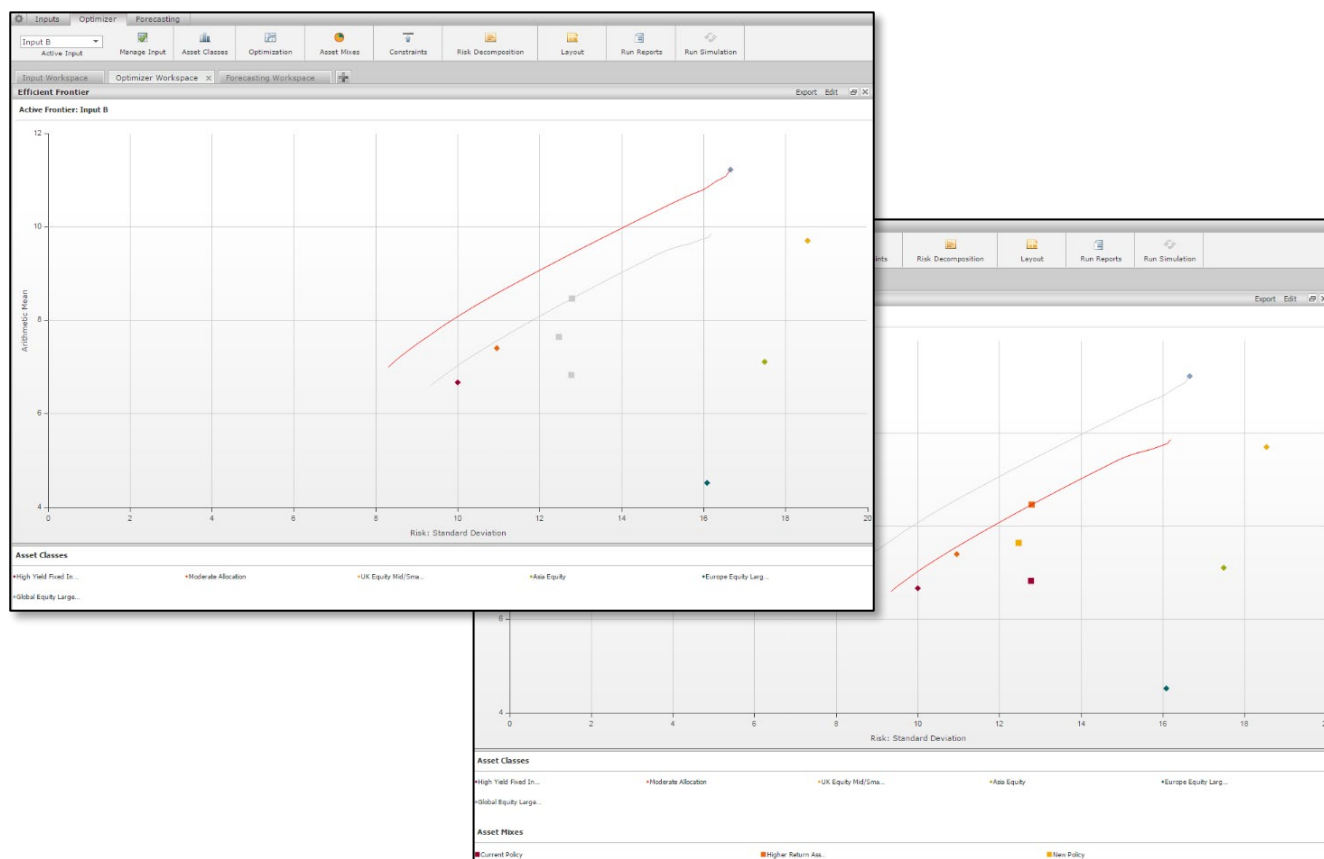 Inputs Optimizer Forecasting
Input B
Active Input Manage Input Asset Classes Optimization Asset Mixes Constraints Risk Decomposition Layout Run Reports Run Simulation
Input Workspace Optimizer Workspace × Forecasting Workspace
Efficient Frontier Export Edit
Active Frontier: Input B
12
10
8
6
4
Arithmetic Mean
0 2 4 6 8 10 12 14 16 18 20
Risk: Standard Deviation
Asset Classes
High Yield Fixed In... Moderate Allocation UK Equity Mid/Sma... Asia Equity Europe Equity Larg...
Global Equity Large...
ints Risk Decomposition Layout Run Reports Run Simulation
Export Edit
6
4
0 2 4 6 8 10 12 14 16 18 2
Risk: Standard Deviation
Asset Classes
High Yield Fixed In... Moderate Allocation UK Equity Mid/Sma... Asia Equity Europe Equity Larg...
Global Equity Large...
Asset Mixes
Current Policy Higher Return Ass... New Policy